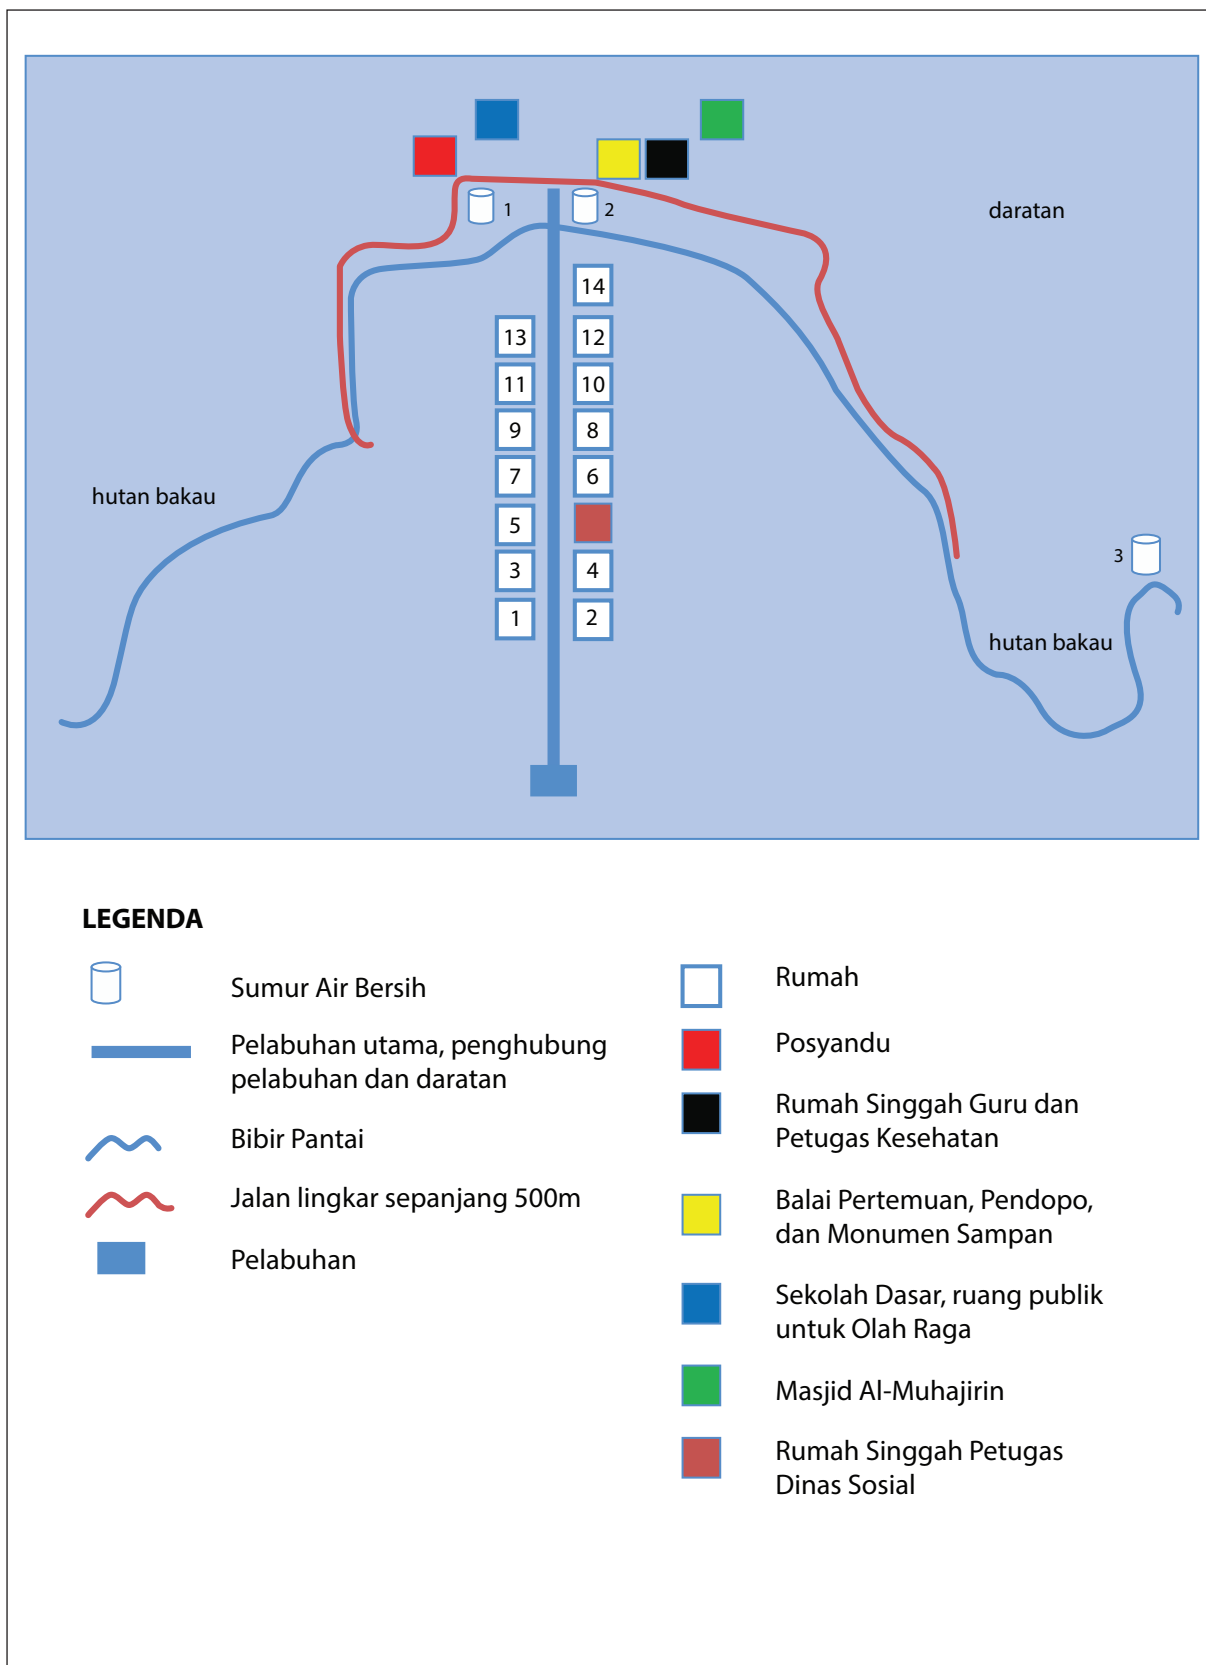 1
2
daratan
14
13
12
11
10
9
8
7
6
hutan bakau
5
3
3
4
1
2
hutan bakau
LEGENDA
Sumur Air Bersih
Pelabuhan utama, penghubung
pelabuhan dan daratan
Bibir Pantai
Jalan lingkar sepanjang 500m
Pelabuhan
Rumah
Posyandu
Rumah Singgah Guru dan
Petugas Kesehatan
Balai Pertemuan, Pendopo,
dan Monumen Sampan
Sekolah Dasar, ruang publik
untuk Olah Raga
Masjid Al-Muhajirin
Rumah Singgah Petugas
Dinas Sosial